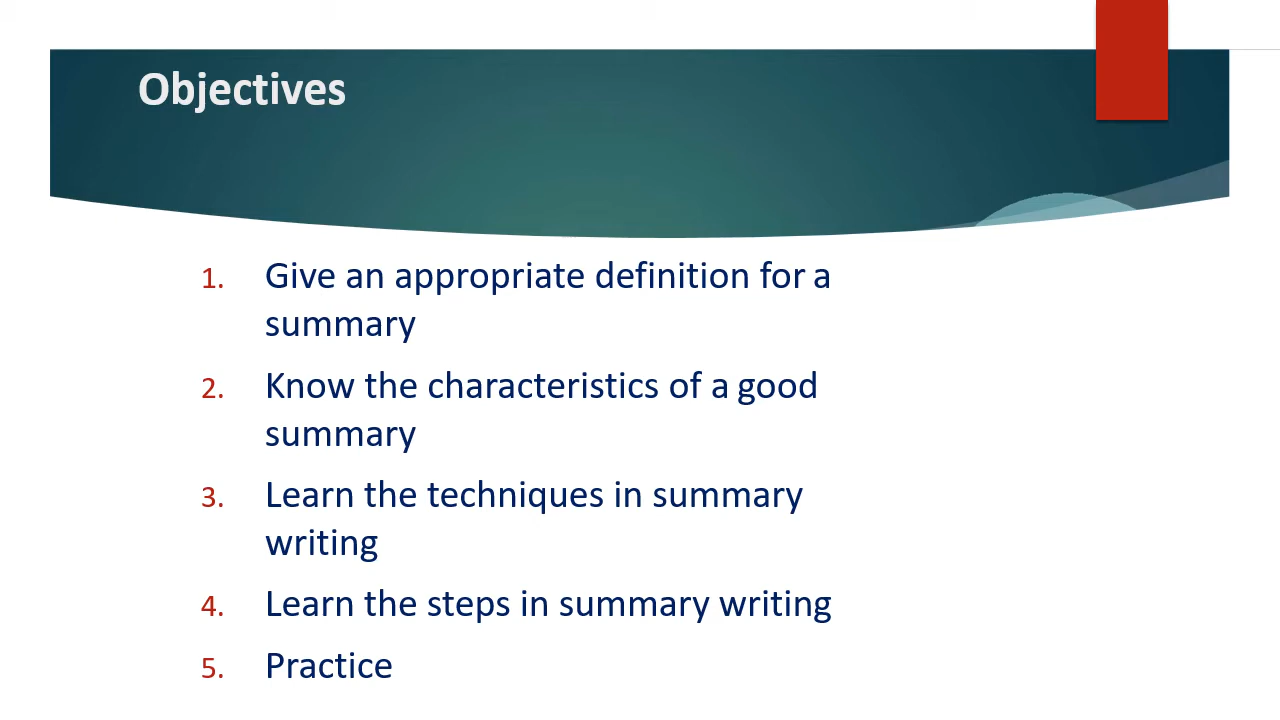 Objectives
1. Give an appropriate definition for a
summary
2. Know the characteristics of a good
summary
3. Learn the techniques in summary
writing
4. Learn the steps in summary writing
5. Practice